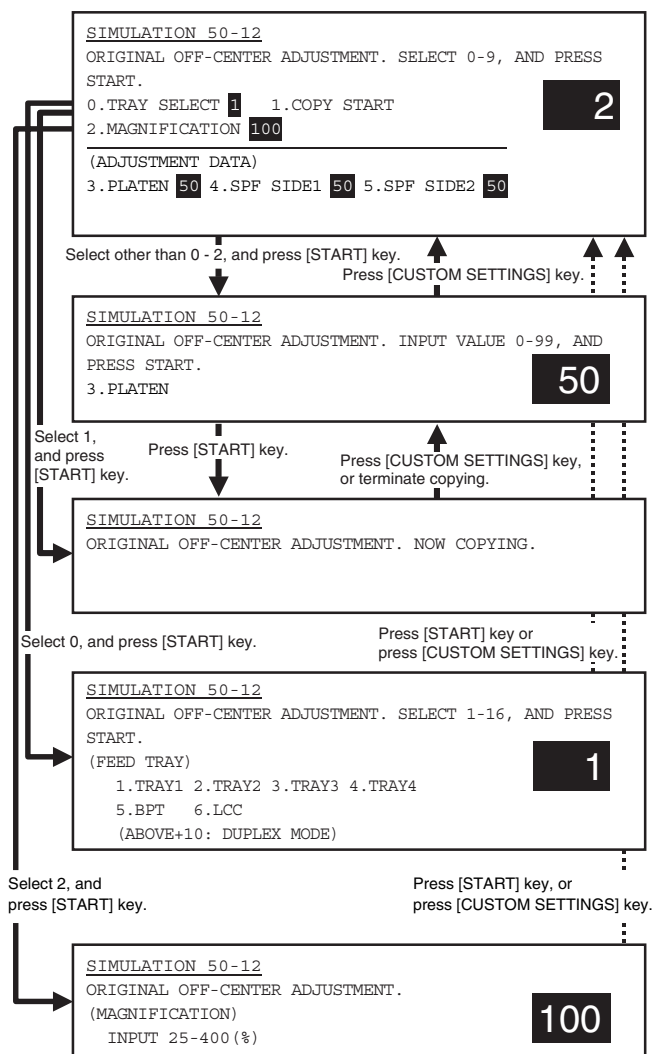 SIMULATION 50-12
ORIGINAL OFF-CENTER ADJUSTMENT. SELECT 0-9, AND PRESS
START.
0.TRAY SELECT 1 1.COPY START
2.MAGNIFICATION 100
2
(ADJUSTMENT DATA)
3.PLATEN 50 4.SPF SIDE1 50 5.SPF SIDE2 50
Select other than 0 - 2, and press [START] key.
Press [CUSTOM SETTINGS] key.
SIMULATION 50-12
ORIGINAL OFF-CENTER ADJUSTMENT. INPUT VALUE 0-99, AND
PRESS START.
3.PLATEN
50
Select 1,
and press
[START] key.
Press [START] key.
Press [CUSTOM SETTINGS] key,
or terminate copying.
SIMULATION 50-12
ORIGINAL OFF-CENTER ADJUSTMENT. NOW COPYING.
Select 0, and press [START] key.
Press [START] key or
press [CUSTOM SETTINGS] key.
SIMULATION 50-12
ORIGINAL OFF-CENTER ADJUSTMENT. SELECT 1-16, AND PRESS
START.
(FEED TRAY)
1.TRAY1 2.TRAY2 3.TRAY3 4.TRAY4
5.BPT 6.LCC
(ABOVE+10: DUPLEX MODE)
1
Select 2, and
press [START] key.
Press [START] key, or
press [CUSTOM SETTINGS] key.
SIMULATION 50-12
ORIGINAL OFF-CENTER ADJUSTMENT.
(MAGNIFICATION)
INPUT 25-400(%)
100